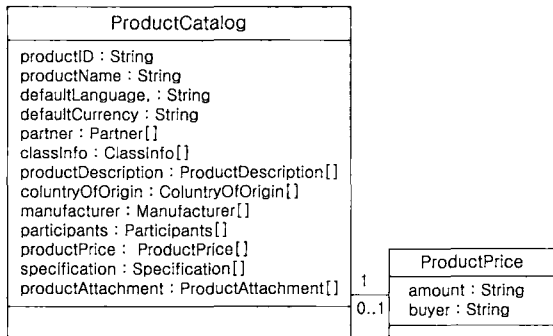 ProductCatalog
productID : String
productName : String
defaultLanguage, : String
defaultCurrency : String
partner : Partner[]
classInfo : ClassInfo[]
productDescription : ProductDescription[]
coluntryOfOrigin : ColuntryOfOrigin[]
manufacturer : Manufacturer[]
participants : Participants[]
productPrice : ProductPrice[]
specification : Specification[]
productAttachment : ProductAttachment[]
1
0..1
ProductPrice
amount : String
buyer : String